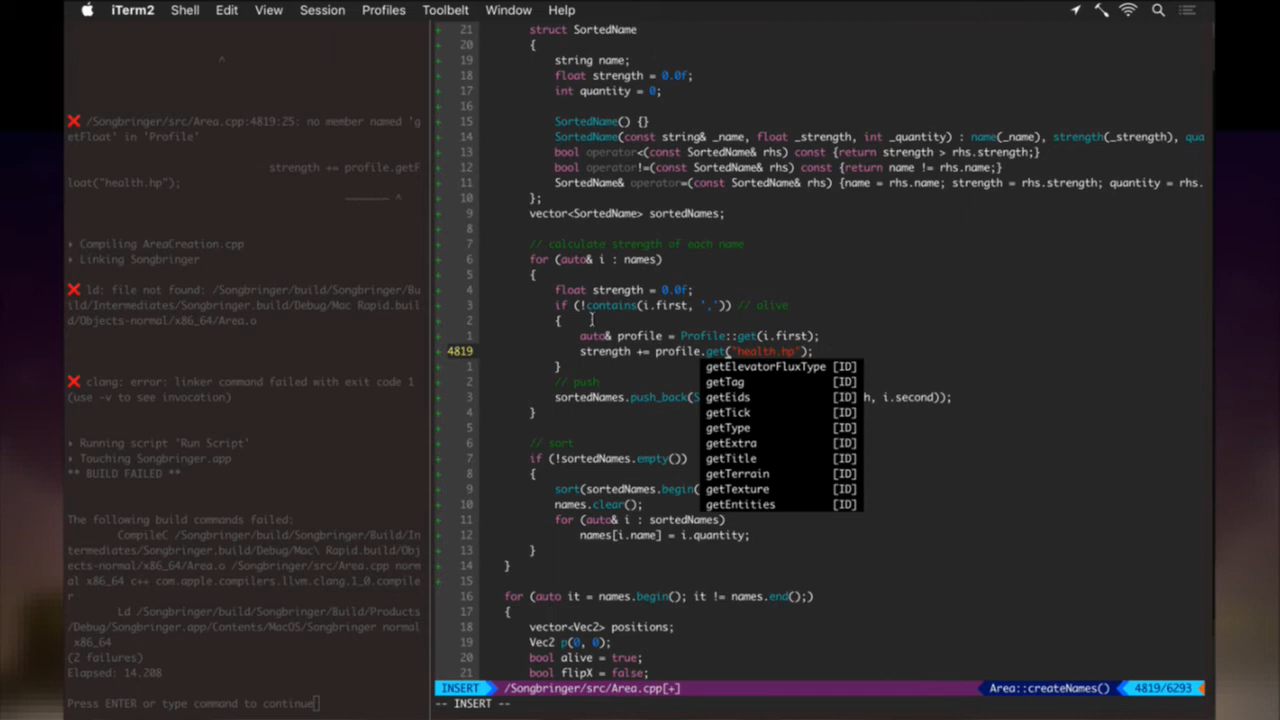 iTerm2 Shell Edit View Session Profiles Toolbelt Window Help
^
❌ /Songbringer/src/Area.cpp:4819:25: no member named 'g
etFloat' in 'Profile'
strength += profile.getF
loat("health.hp");
^
▸ Compiling AreaCreation.cpp
▸ Linking Songbringer
❌ ld: file not found: /Songbringer/build/Songbringer/Bu
ild/Intermediates/Songbringer.build/Debug/Mac Rapid.buil
d/Objects-normal/x86_64/Area.o
❌ clang: error: linker command failed with exit code 1
(use -v to see invocation)
▸ Running script 'Run Script'
▸ Touching Songbringer.app
** BUILD FAILED **
The following build commands failed:
CompileC /Songbringer/build/Songbringer/Build/In
termediates/Songbringer.build/Debug/Mac\ Rapid.build/Obj
ects-normal/x86_64/Area.o /Songbringer/src/Area.cpp norm
al x86_64 c++ com.apple.compilers.llvm.clang.1_0.compile
r
Ld /Songbringer/build/Songbringer/Build/Products
/Debug/Songbringer.app/Contents/MacOS/Songbringer normal
x86_64
(2 failures)
Elapsed: 14.208
Press ENTER or type command to continue
+ 21 struct SortedName
+ 20 {
+ 19 string name;
+ 18 float strength = 0.0f;
+ 17 int quantity = 0;
+ 16
+ 15 SortedName() {}
+ 14 SortedName(const string& _name, float _strength, int _quantity) : name(_name), strength(_strength), qua
+ 13 bool operator<(const SortedName& rhs) const {return strength > rhs.strength;}
+ 12 bool operator!=(const SortedName& rhs) const {return name != rhs.name;}
+ 11 SortedName& operator=(const SortedName& rhs) {name = rhs.name; strength = rhs.strength; quantity = rhs.
+ 10 };
+ 9 vector<SortedName> sortedNames;
+ 8
+ 7 // calculate strength of each name
+ 6 for (auto& i : names)
+ 5 {
+ 4 float strength = 0.0f;
+ 3 if (!contains(i.first, ',')) // alive
+ 2 {
+ 1 auto& profile = Profile::get(i.first);
+ 4819 strength += profile.get("health.hp");
+ 1 } getElevatorFluxType [ID]
+ 2 // push getTag [ID]
+ 3 sortedNames.push_back(S getEids [ID] h, i.second));
+ 4 } getTick [ID]
+ 5 getType [ID]
+ 6 // sort getExtra [ID]
+ 7 if (!sortedNames.empty()) getTitle [ID]
+ 8 { getTerrain [ID]
+ 9 sort(sortedNames.begin( getTexture [ID]
+ 10 names.clear(); getEntities [ID]
+ 11 for (auto& i : sortedNames)
+ 12 names[i.name] = i.quantity;
+ 13 }
+ 14 }
+ 15
+ 16 for (auto it = names.begin(); it != names.end();)
+ 17 {
+ 18 vector<Vec2> positions;
+ 19 Vec2 p(0, 0);
+ 20 bool alive = true;
+ 21 bool flipX = false;
INSERT /Songbringer/src/Area.cpp[+] Area::createNames() 4819/6293
-- INSERT --